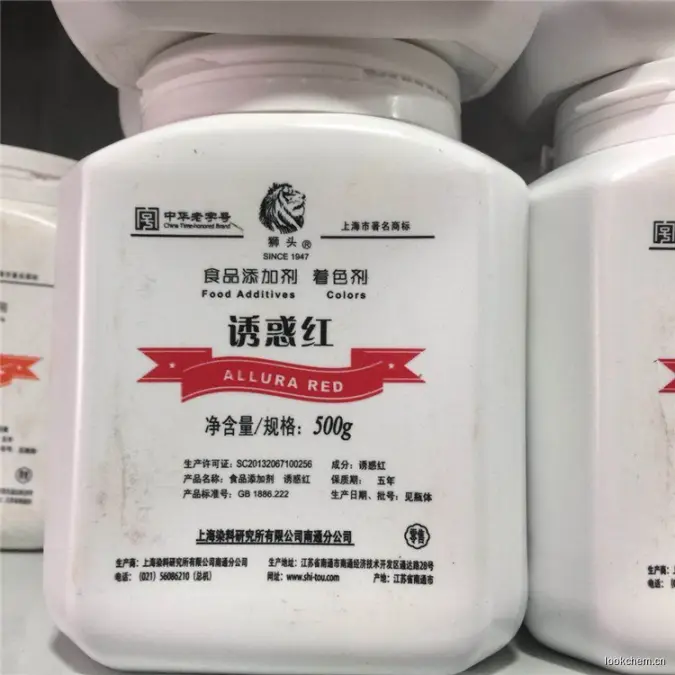 中华老字号
China Time-honored Brand
狮头®
上海市著名商标
SINCE 1947
食品添加剂 着色剂
Food Additives Colors
诱惑红
ALLURA RED
净含量/规格: 500g
生产许可证: SC20132067100256 成分: 诱惑红
产品名称: 食品添加剂 诱惑红 保质期: 五年
产品标准号: GB 1886.222 生产日期、批号: 见瓶体
上海染料研究所有限公司南通分公司
零售
生产商: 上海染料研究所有限公司南通分公司 生产地址: 江苏省南通市南通经济技术开发区通达路28号
电话: (021) 56086210 (总机) 网址: www.shi-tou.com 产地: 江苏省南通市
lookchem.cn